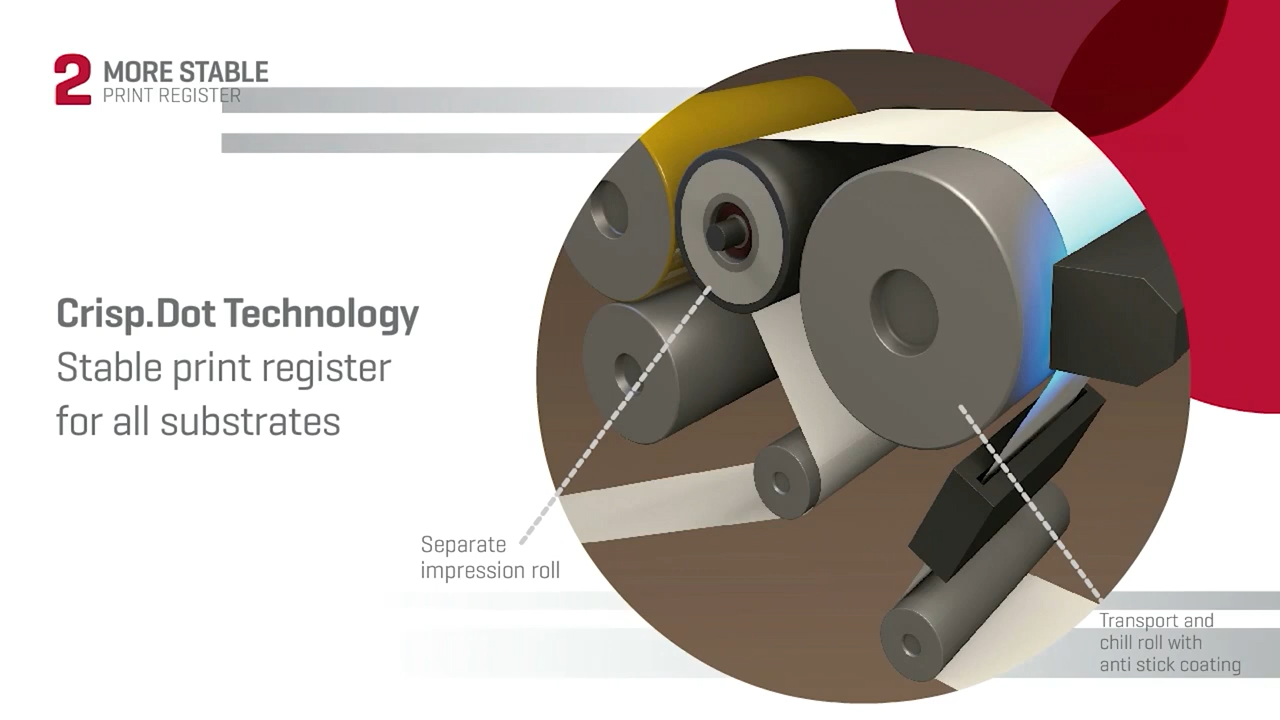 2 MORE STABLE
PRINT REGISTER
Crisp.Dot Technology
Stable print register
for all substrates
Separate
impression roll
Transport and
chill roll with
anti stick coating